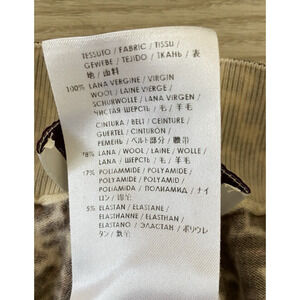 TESSUTO / FABRIC / TISSU /
GEWEBE / TEJIDO / ТКАНЬ / 表
地 / 面料
100% LANA VERGINE / VIRGIN
WOOL / LAINE VIERGE /
SCHURWOLLE / LANA VIRGEN /
ЧИСТАЯ ШЕРСТЬ / 毛 / 羊毛
CINTURA / BELT / CEINTURE /
GUERTEL / CINTURÓN /
РЕМЕНЬ / ベルト部分 / 腰带
78% LANA / WOOL / LAINE / WOLLE /
LANA / ШЕРСТЬ / 毛 / 羊毛
17% POLIAMMIDE / POLYAMIDE /
POLYAMID / POLYAMIDE /
POLIAMIDA / ПОЛИАМИД / ナイ
ロン / 锦纶
5% ELASTAN / ELASTANE /
ELASTHANNE / ELASTHAN /
ELASTANO / ЭЛАСТАН / ポリウレ
タン / 氨纶